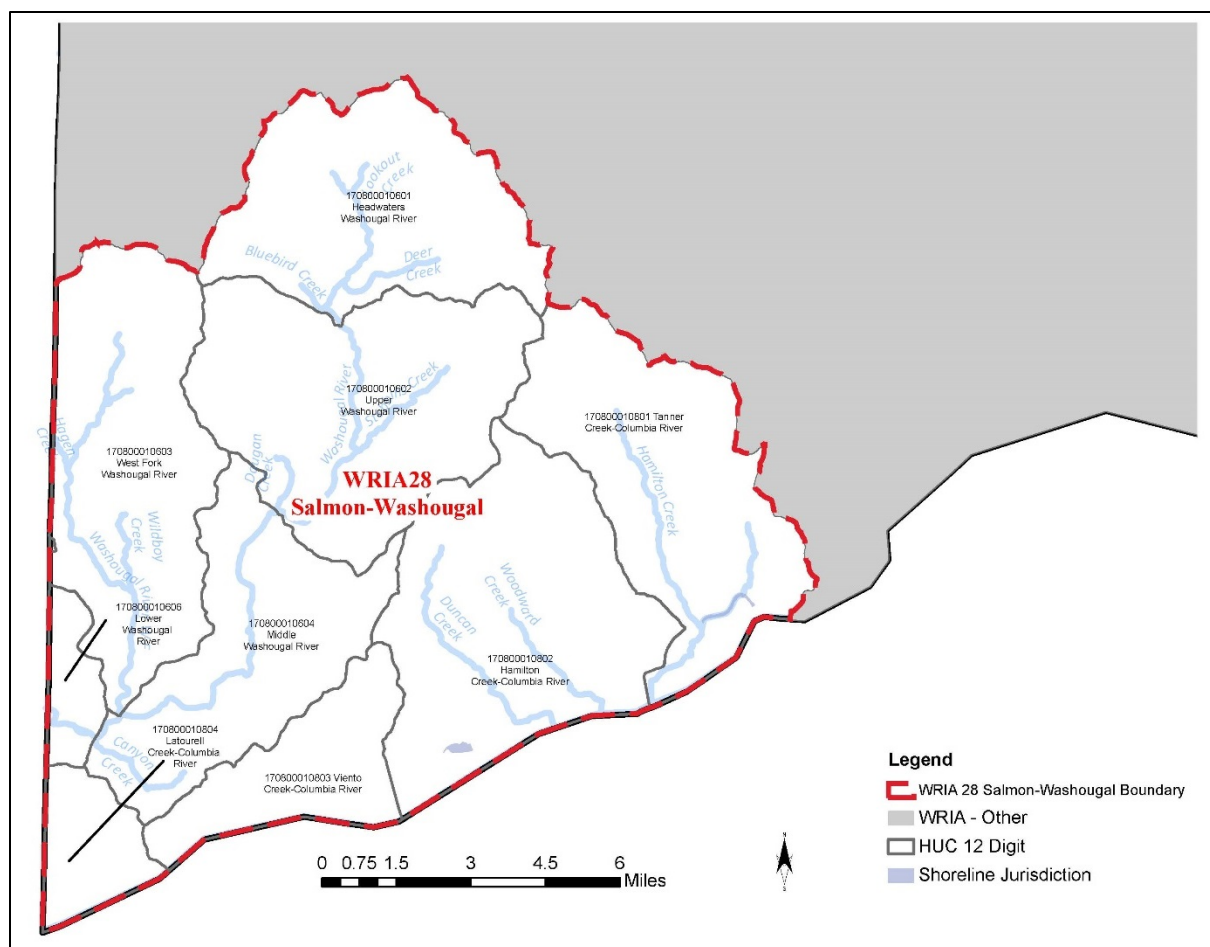 Lookout
Creek
170800010601
Headwaters
Washougal River
Bluebird Creek
Deer
Creek
Hagen
Creek
170800010603
West Fork
Washougal River
Washougal River
170800010602
Upper
Washougal River
Stebbins Creek
Dougan
Creek
WRIA28
Salmon-Washougal
170800010801 Tanner
Creek-Columbia River
Hamilton Creek
Wildboy
Creek
Washougal River
170800010606
Lower
Washougal
River
170800010604
Middle
Washougal River
Duncan
Creek
Woodward
Creek
170800010802
Hamilton
Creek-Columbia River
170800010804
Latourell
Creek-Columbia
River
Canyon
Creek
170800010803 Viento
Creek-Columbia River
0 0.75 1.5 3 4.5 6
Miles
N
Legend
WRIA 28 Salmon-Washougal Boundary
WRIA - Other
HUC 12 Digit
Shoreline Jurisdiction